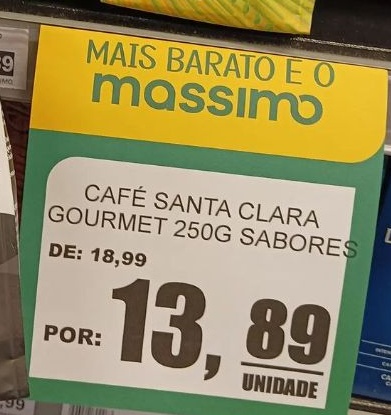 MAIS BARATO E O
massimo
CAFÉ SANTA CLARA
GOURMET 250G SABORES
DE: 18,99
POR: 13,89
UNIDADE